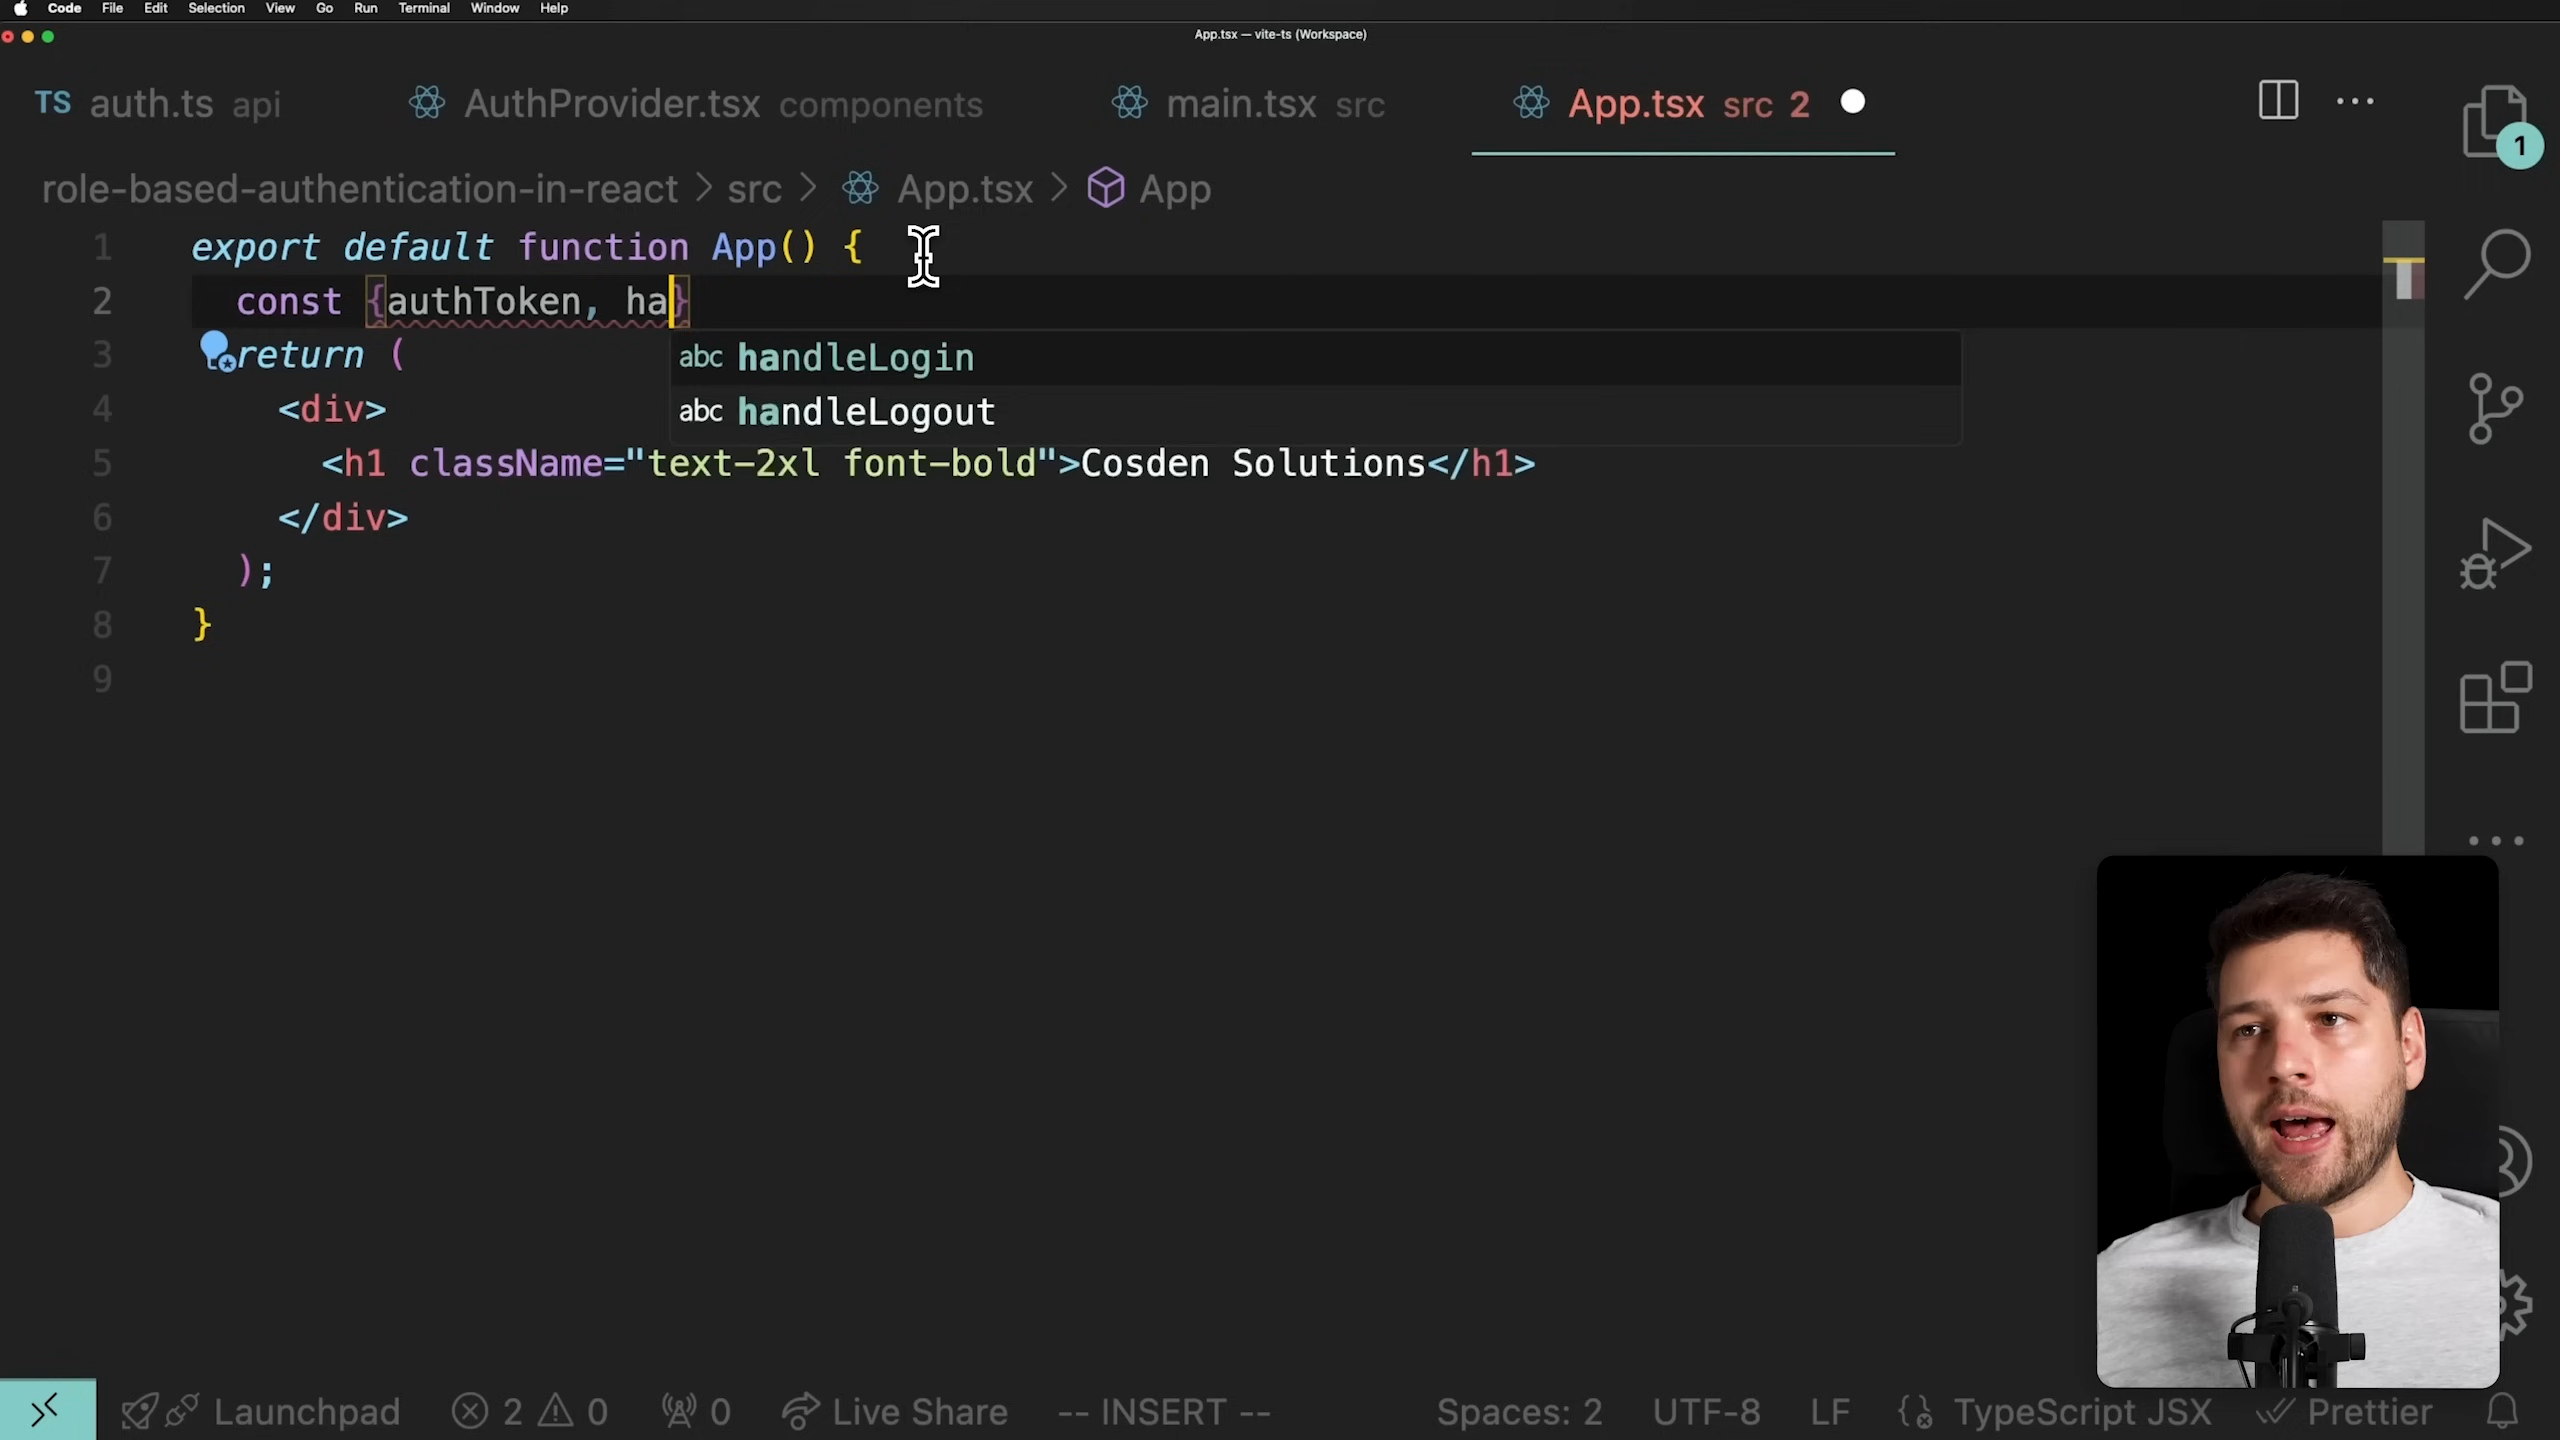 Code File Edit Selection View Go Run Terminal Window Help
App.tsx — vite-ts (Workspace)
TS auth.ts api AuthProvider.tsx components main.tsx src App.tsx src 2
1
role-based-authentication-in-react > src > App.tsx > App
1 export default function App() {
2 const {authToken, ha}
3 return (
abc handleLogin
4 <div>
abc handleLogout
5 <h1 className="text-2xl font-bold">Cosden Solutions</h1>
6 </div>
7 );
8 }
9
Launchpad 2 0 0 Live Share -- INSERT -- Spaces: 2 UTF-8 LF TypeScript JSX Prettier